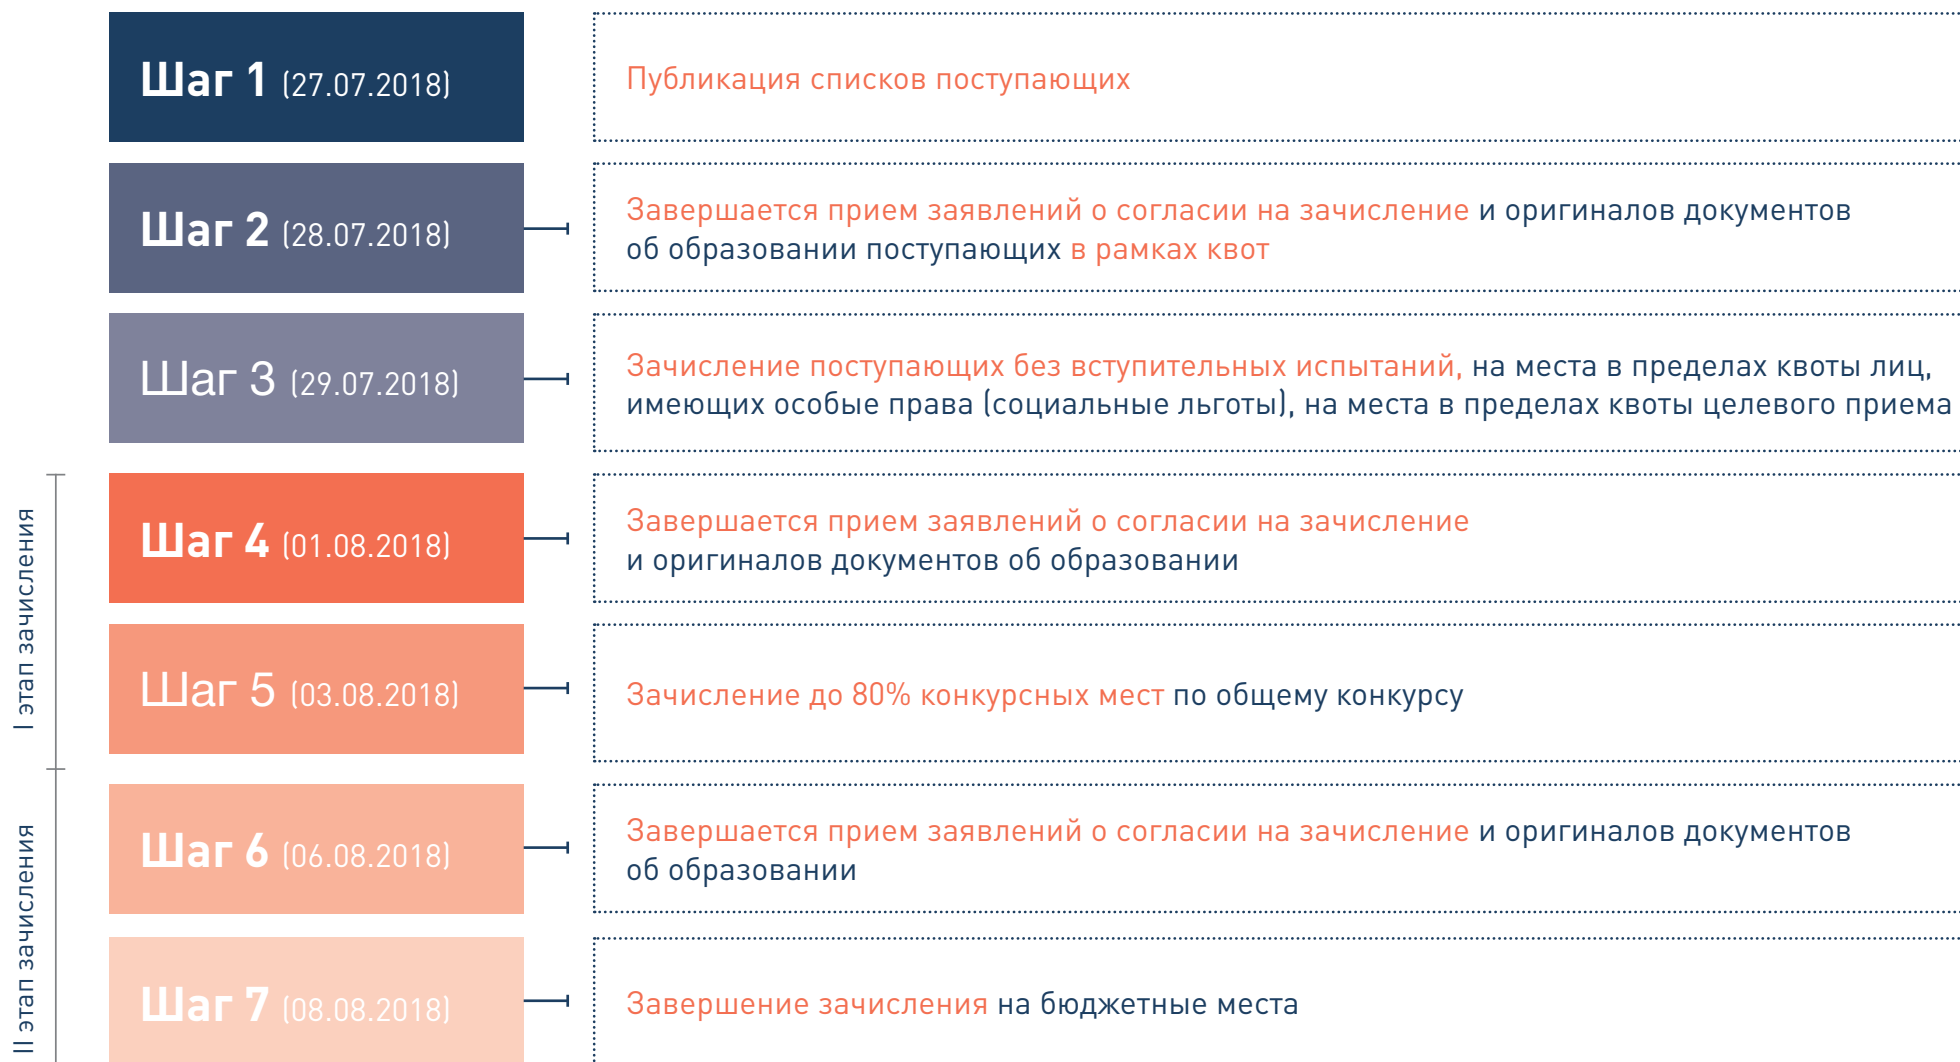 Шаг 1 (27.07.2018)
Публикация списков поступающих
Шаг 2 (28.07.2018)
Завершается прием заявлений о согласии на зачисление и оригиналов документов
об образовании поступающих в рамках квот
Шаг 3 (29.07.2018)
Зачисление поступающих без вступительных испытаний, на места в пределах квоты лиц,
имеющих особые права (социальные льготы), на места в пределах квоты целевого приема
I этап зачисления
Шаг 4 (01.08.2018)
Завершается прием заявлений о согласии на зачисление
и оригиналов документов об образовании
Шаг 5 (03.08.2018)
Зачисление до 80% конкурсных мест по общему конкурсу
II этап зачисления
Шаг 6 (06.08.2018)
Завершается прием заявлений о согласии на зачисление и оригиналов документов
об образовании
Шаг 7 (08.08.2018)
Завершение зачисления на бюджетные места